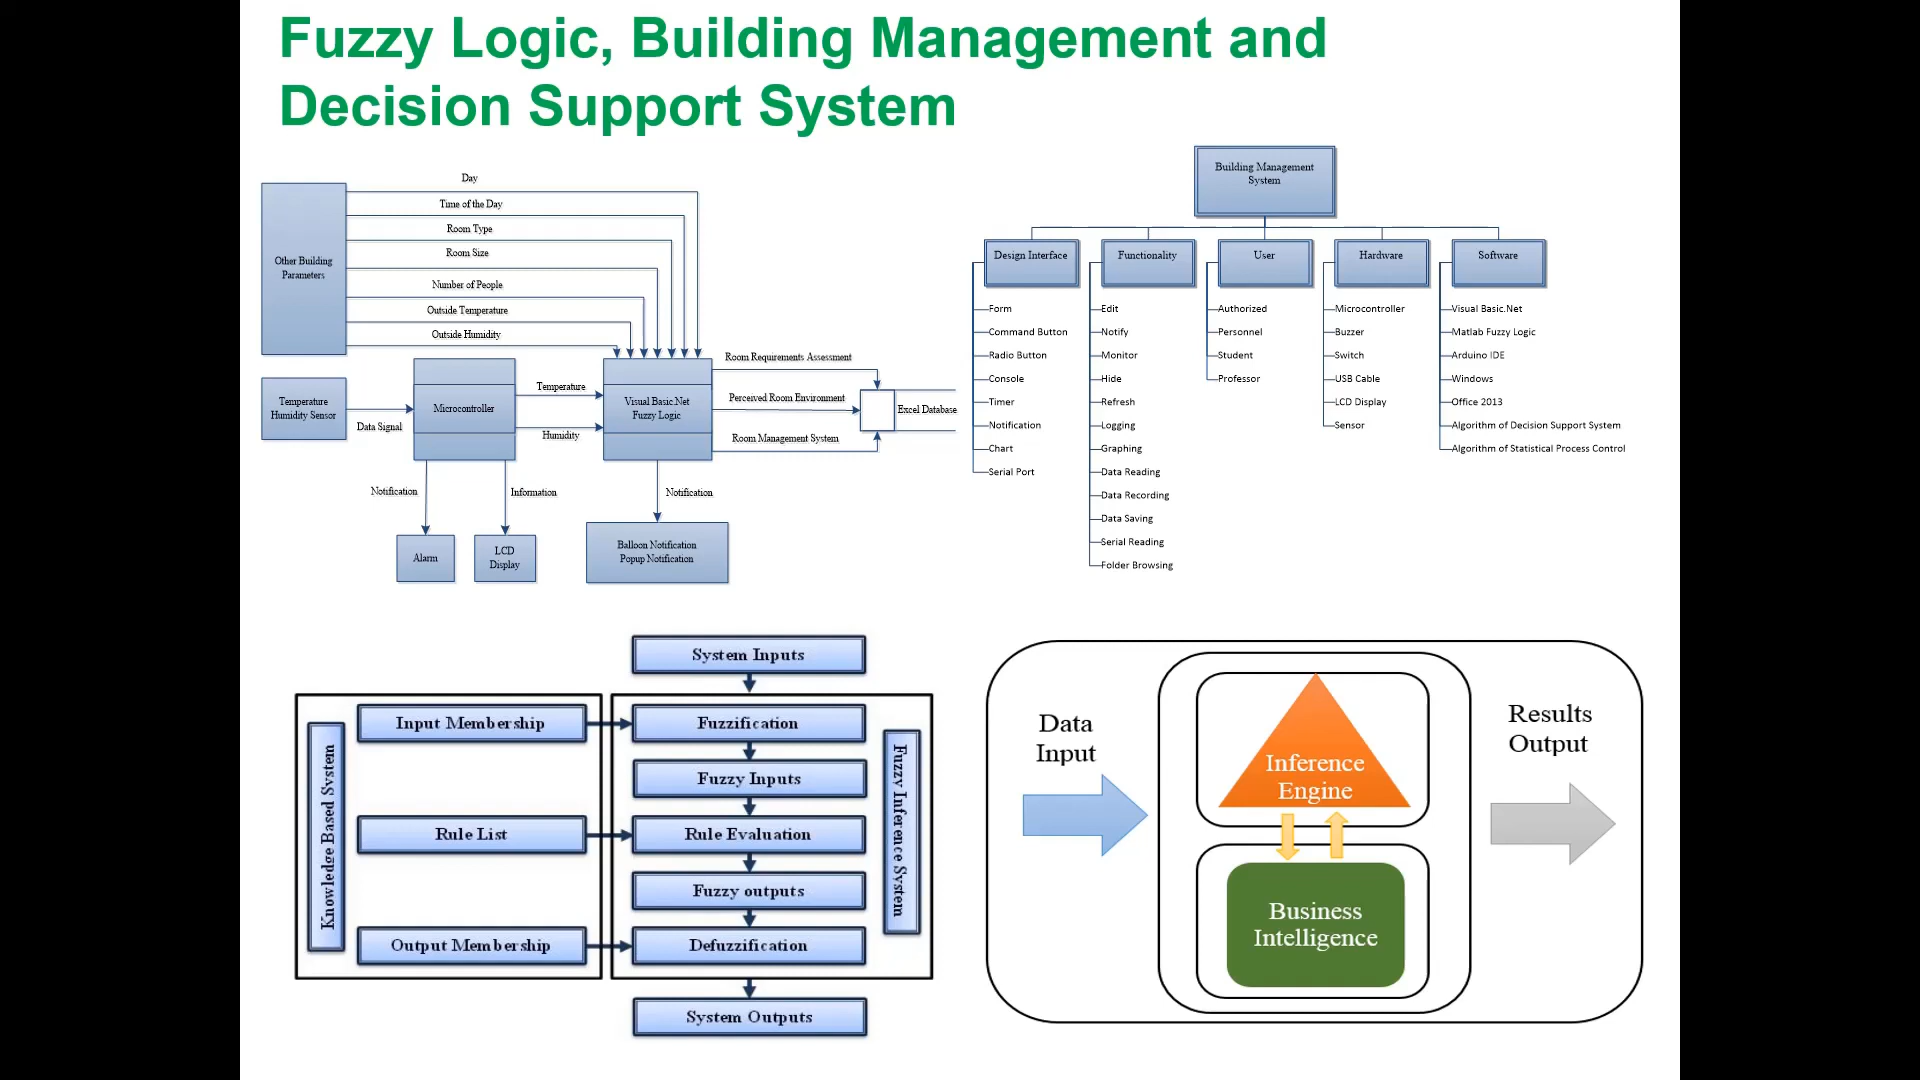 Fuzzy Logic, Building Management and
Decision Support System
Day
Time of the Day
Room Type
Room Size
Number of People
Outside Temperature
Outside Humidity
Other Building
Parameters
Temperature
Humidity Sensor
Data Signal
Microcontroller
Temperature
Humidity
Visual Basic.Net
Fuzzy Logic
Room Requirements Assessment
Perceived Room Environment
Room Management System
Excel Database
Notification
Information
Notification
Alarm
LCD
Display
Balloon Notification
Popup Notification
Building Management
System
Design Interface
Form
Command Button
Radio Button
Console
Timer
Notification
Chart
Serial Port
Functionality
Edit
Notify
Monitor
Hide
Refresh
Logging
Graphing
Data Reading
Data Recording
Data Saving
Serial Reading
Folder Browsing
User
Authorized
Personnel
Student
Professor
Hardware
Microcontroller
Buzzer
Switch
USB Cable
LCD Display
Sensor
Software
Visual Basic.Net
Matlab Fuzzy Logic
Arduino IDE
Windows
Office 2013
Algorithm of Decision Support System
Algorithm of Statistical Process Control
System Inputs
Knowledge Based System
Input Membership
Rule List
Output Membership
Fuzzification
Fuzzy Inputs
Rule Evaluation
Fuzzy outputs
Defuzzification
Fuzzy Inference System
System Outputs
Data
Input
Inference
Engine
Business
Intelligence
Results
Output